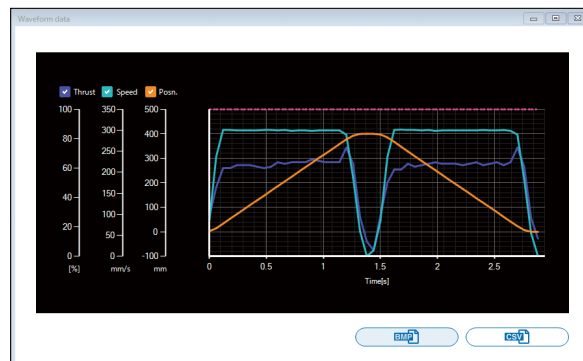 Waveform data
Thrust Speed Posn.
100 350 500
80 300 400
250 300
60 200 200
40 150 100
100
20 50 0
0 0 -100
[%] mm/s mm
0 0.5 1 1.5 2 2.5
Time[s]
BMP CSV